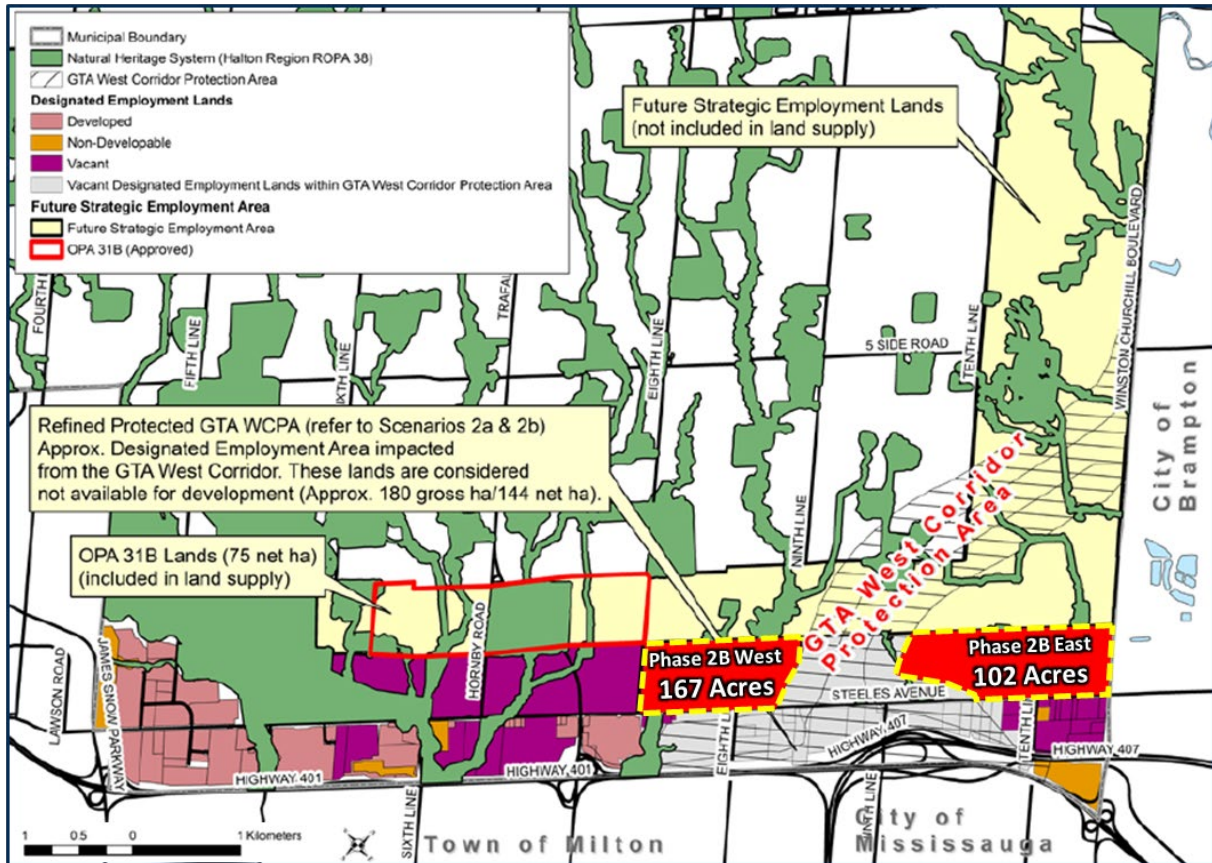 Municipal Boundary
Natural Heritage System (Halton Region ROPA 38)
GTA West Corridor Protection Area
Designated Employment Lands
Developed
Non-Developable
Vacant
Vacant Designated Employment Lands within GTA West Corridor Protection Area
Future Strategic Employment Area
Future Strategic Employment Area
OPA 31B (Approved)
Future Strategic Employment Lands
(not included in land supply)
FOURTH
FIFTH LINE
SIXTH LINE
TRAFAL
EIGHTH LINE
5 SIDE ROAD
TENTH LINE
WINSTON CHURCHILL BOULEVARD
City of
Brampton
Refined Protected GTA WCPA (refer to Scenarios 2a & 2b)
Approx. Designated Employment Area impacted
from the GTA West Corridor. These lands are considered
not available for development (Approx. 180 gross ha/144 net ha).
OPA 31B Lands (75 net ha)
(included in land supply)
NINTH LINE
GTA West Corridor
Protection Area
HORNBY ROAD
LAWSON ROAD
JAMES SNOW PARKWAY
Phase 2B West
167 Acres
Phase 2B East
102 Acres
STEELES AVENUE
EIGHTH LI
HIGHWAY 407
TENTH LINE
HIGHWAY 407
HIGHWAY 401
HIGHWAY 401
SIXTH LINE
NINTH LINE
1 0.5 0 1 Kilometers
Town of Milton
City of
Mississauga